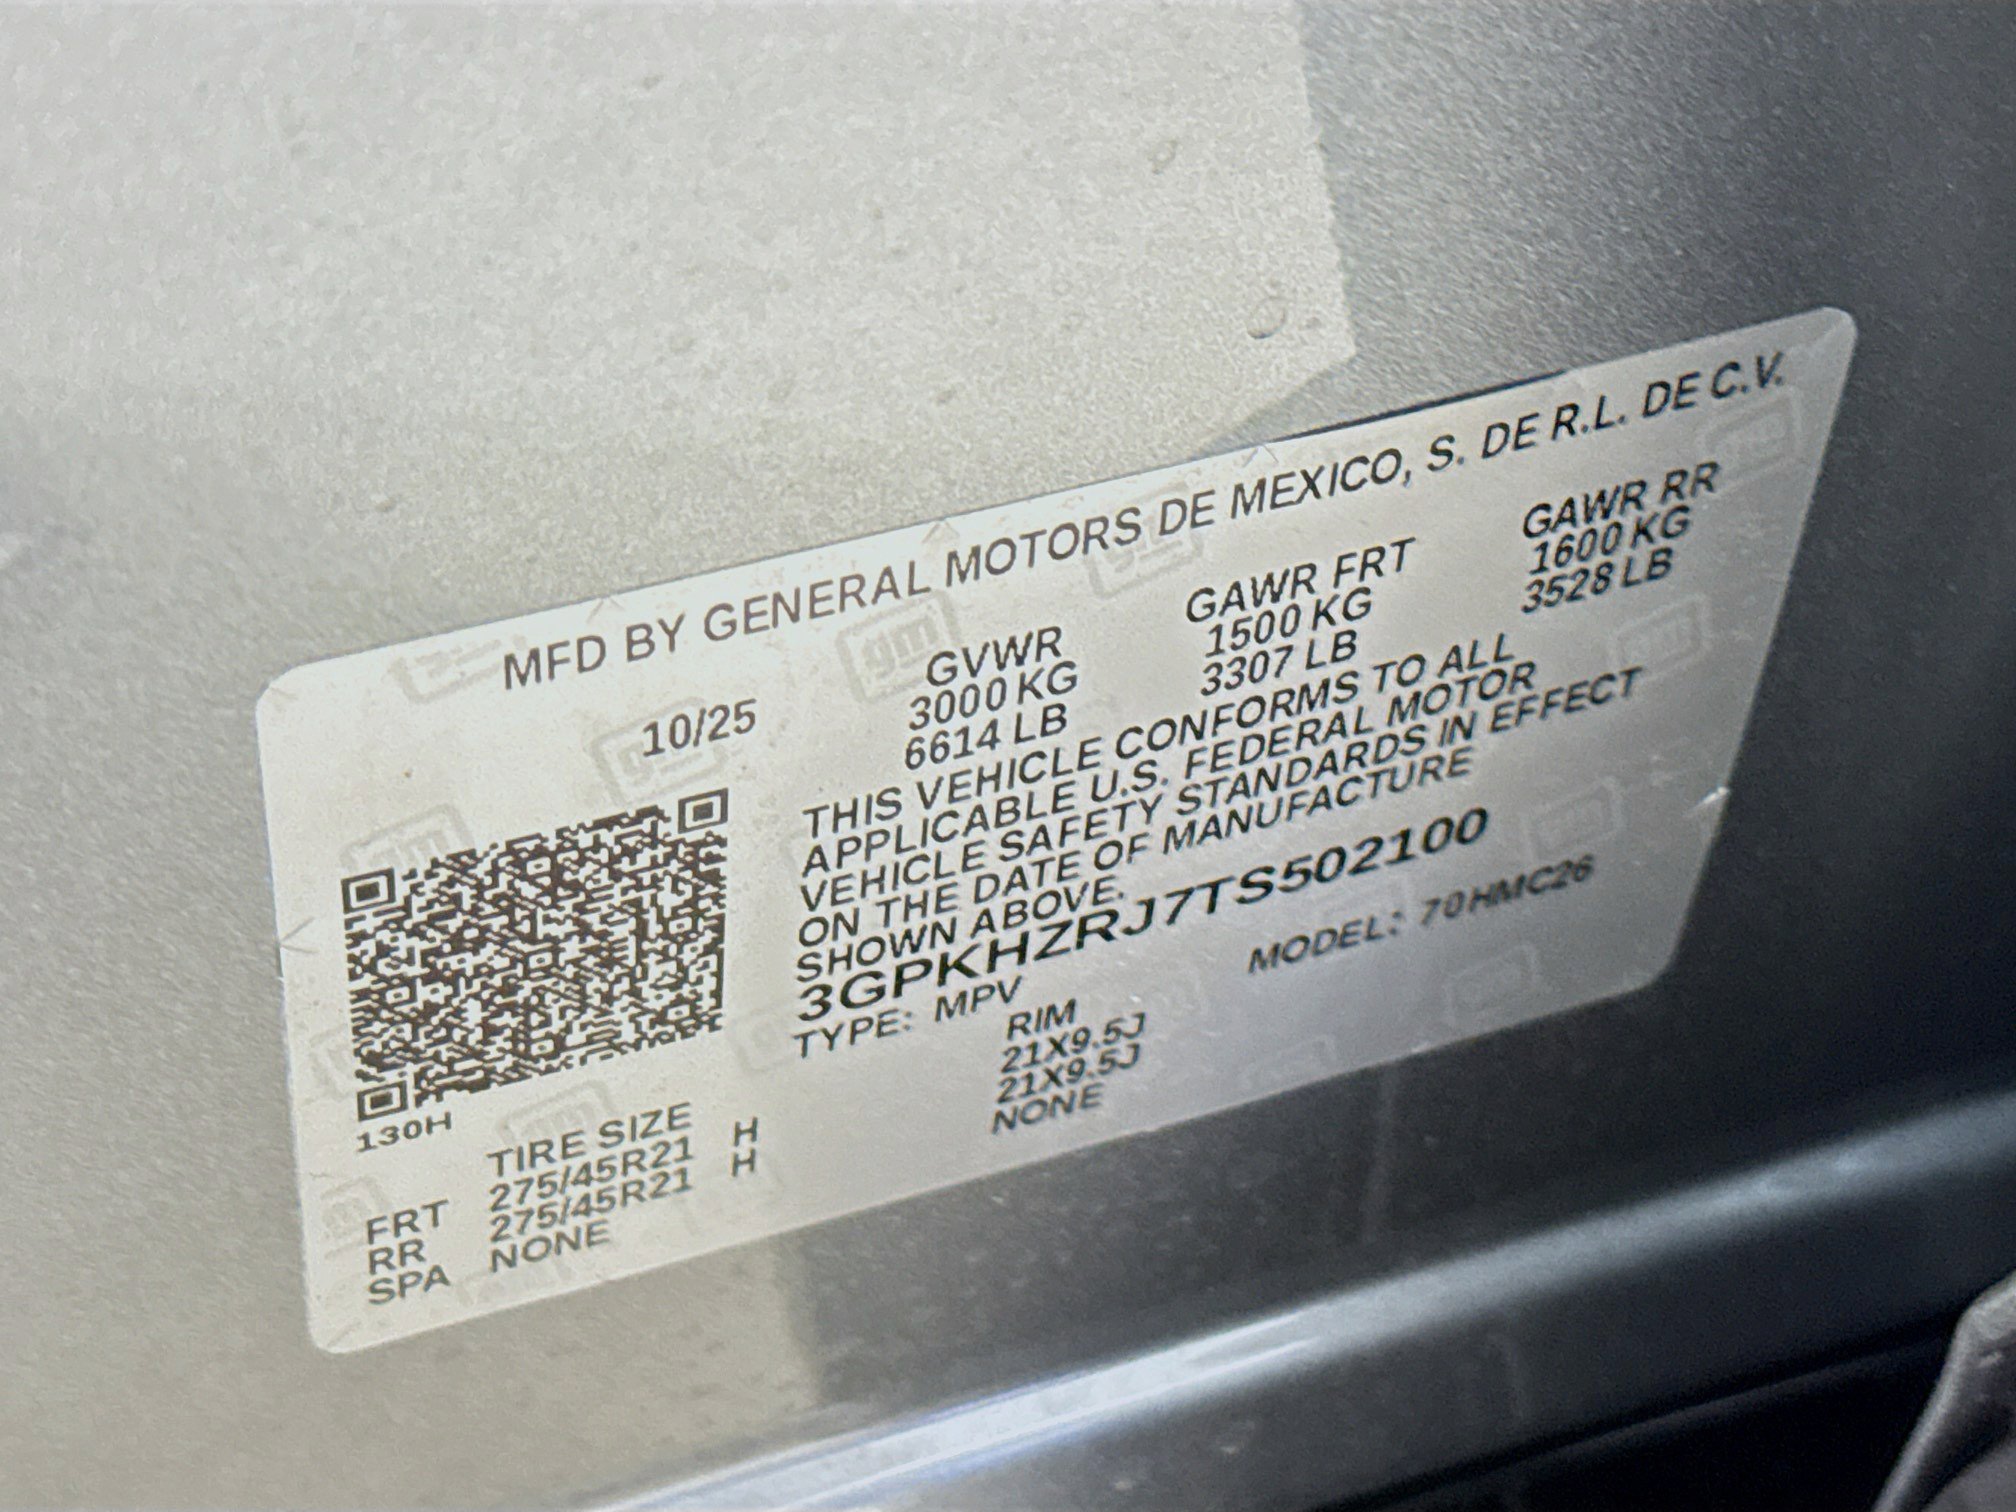 MFD BY GENERAL MOTORS DE MEXICO, S. DE R.L. DE C.V.
10/25
GVWR
3000 KG
6614 LB
GAWR FRT
1500 KG
3307 LB
GAWR RR
1600 KG
3528 LB
THIS VEHICLE CONFORMS TO ALL
APPLICABLE U.S. FEDERAL MOTOR
VEHICLE SAFETY STANDARDS IN EFFECT
ON THE DATE OF MANUFACTURE
SHOWN ABOVE.
3GPKHZRJ7TS502100
TYPE: MPV MODEL: 70HMC26
130H
TIRE SIZE RIM
FRT 275/45R21 H 21X9.5J
RR 275/45R21 H 21X9.5J
SPA NONE NONE
gm
gm
gm